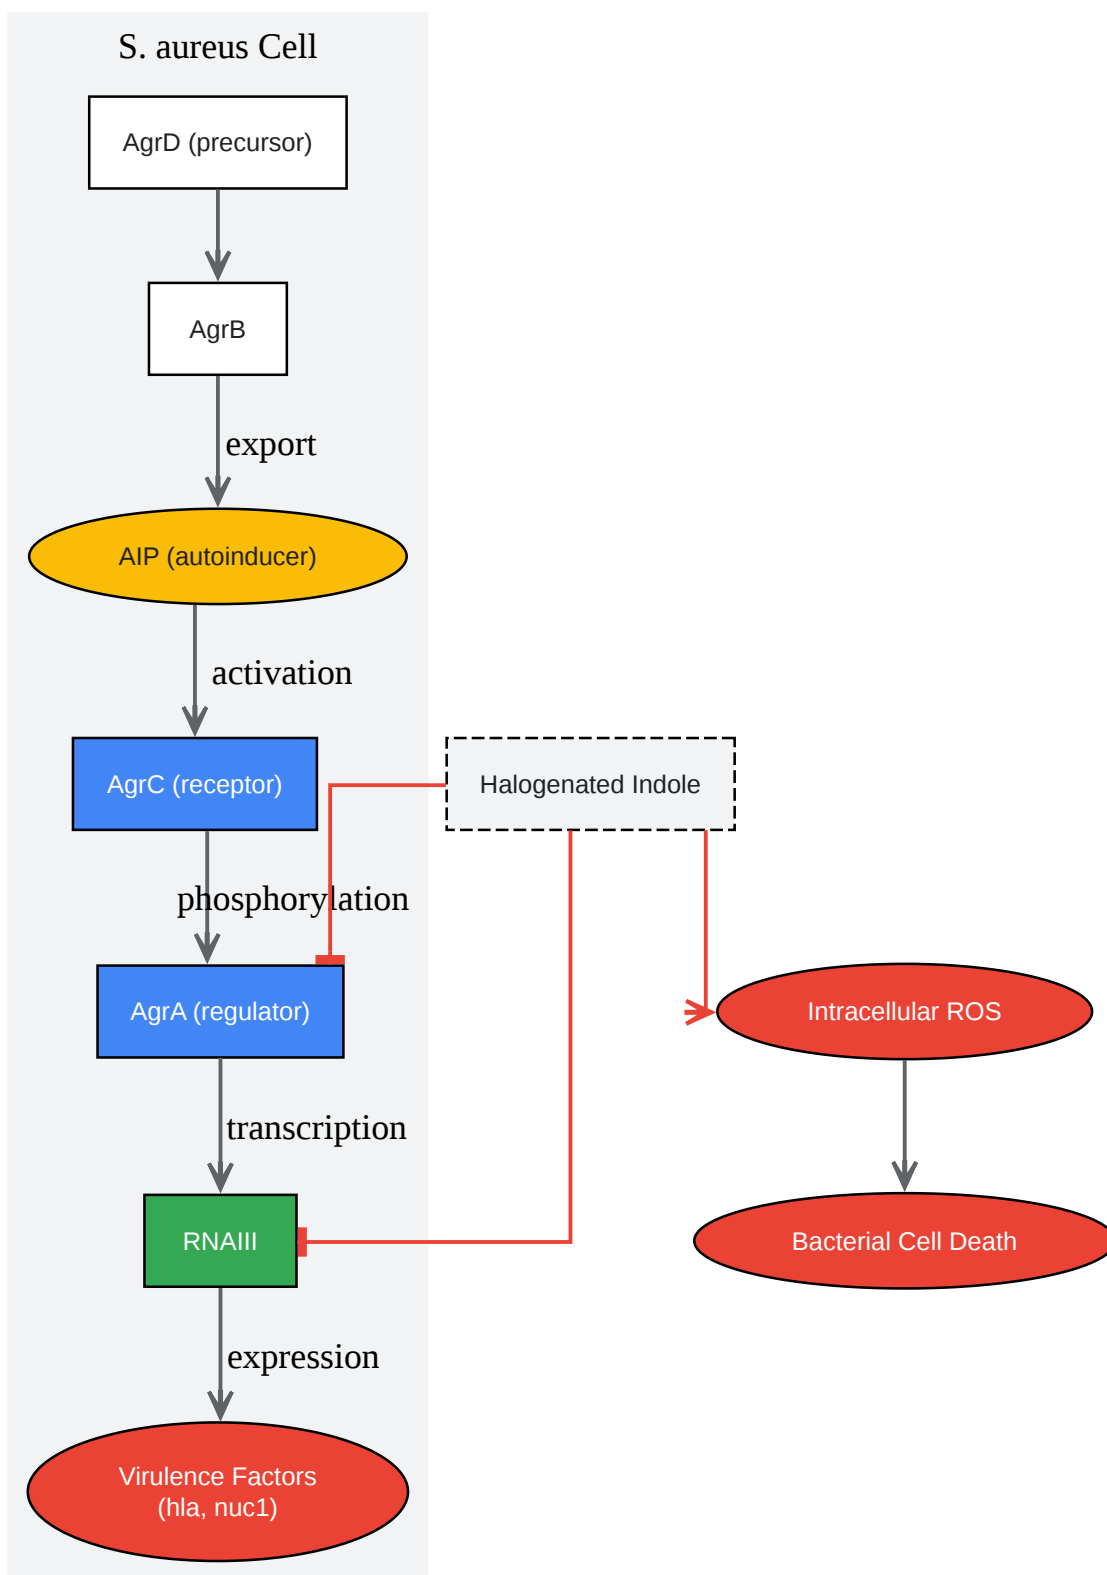 S. aureus Cell
AgrD (precursor)
AgrB
export
AIP (autoinducer)
activation
AgrC (receptor)
Halogenated Indole
phosphorylation
AgrA (regulator)
Intracellular ROS
transcription
RNAIII
Bacterial Cell Death
expression
Virulence Factors
(hla, nuc1)